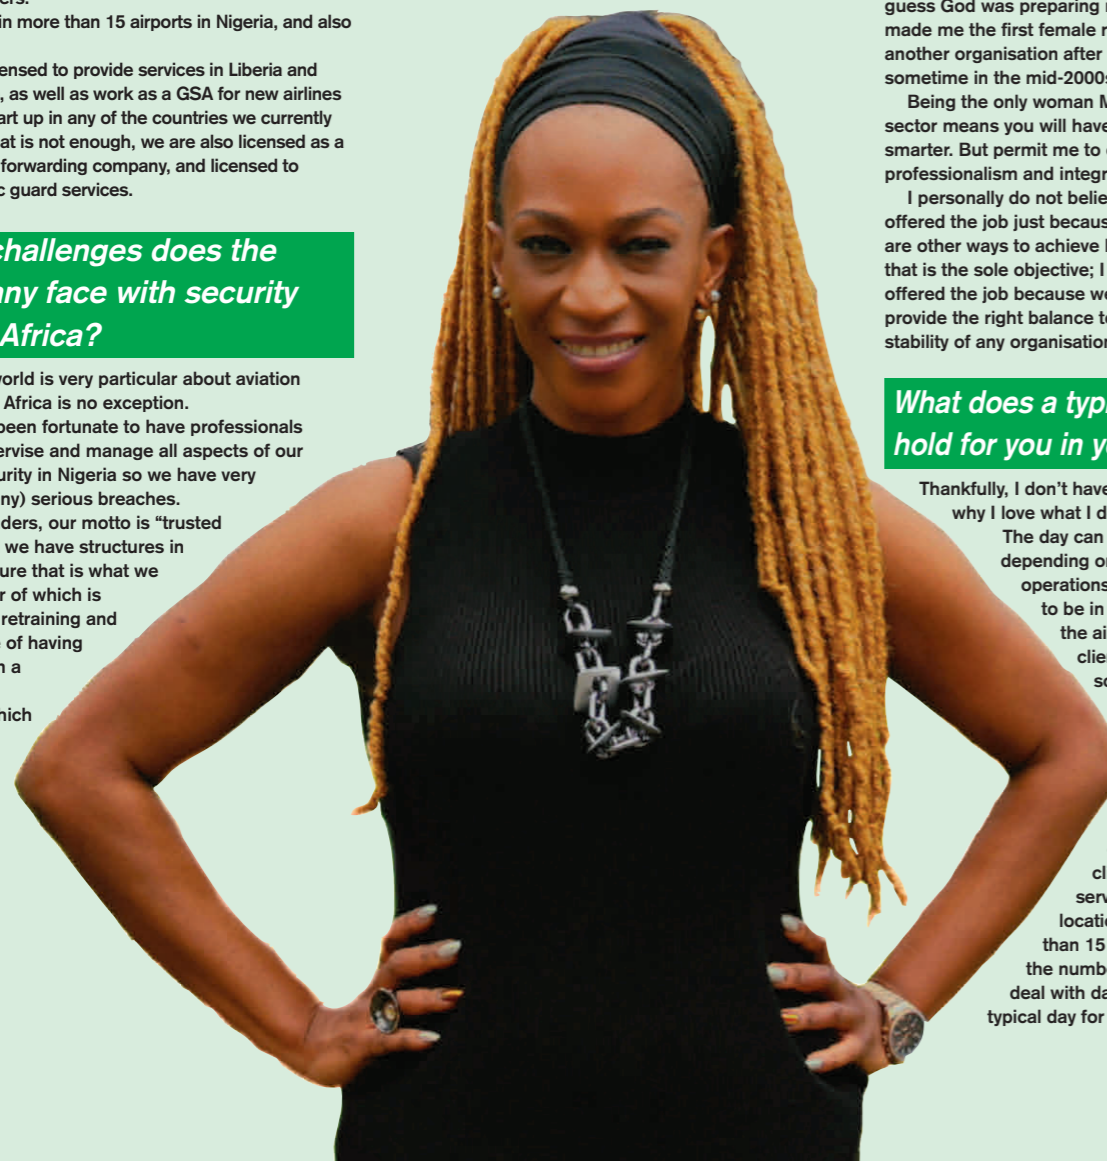 in more than 15 airports in Nigeria, and also
ensed to provide services in Liberia and
, as well as work as a GSA for new airlines
art up in any of the countries we currently
at is not enough, we are also licensed as a
forwarding company, and licensed to
c guard services.
challenges does the
any face with security
Africa?
world is very particular about aviation
Africa is no exception.
been fortunate to have professionals
ervise and manage all aspects of our
urity in Nigeria so we have very
ny) serious breaches.
ders, our motto is “trusted
we have structures in
ure that is what we
r of which is
retraining and
of having
n a
hich
guess God was preparing
made me the first female
another organisation after
sometime in the mid-2000s
Being the only woman M
sector means you will have
smarter. But permit me to
professionalism and integr
I personally do not belie
offered the job just becaus
are other ways to achieve
that is the sole objective; I
offered the job because we
provide the right balance to
stability of any organisation
What does a typi
hold for you in yo
Thankfully, I don’t have
why I love what I d
The day can
depending on
operations
to be in
the ai
clien
so
cli
serv
locatio
than 15
the numbe
deal with da
typical day for